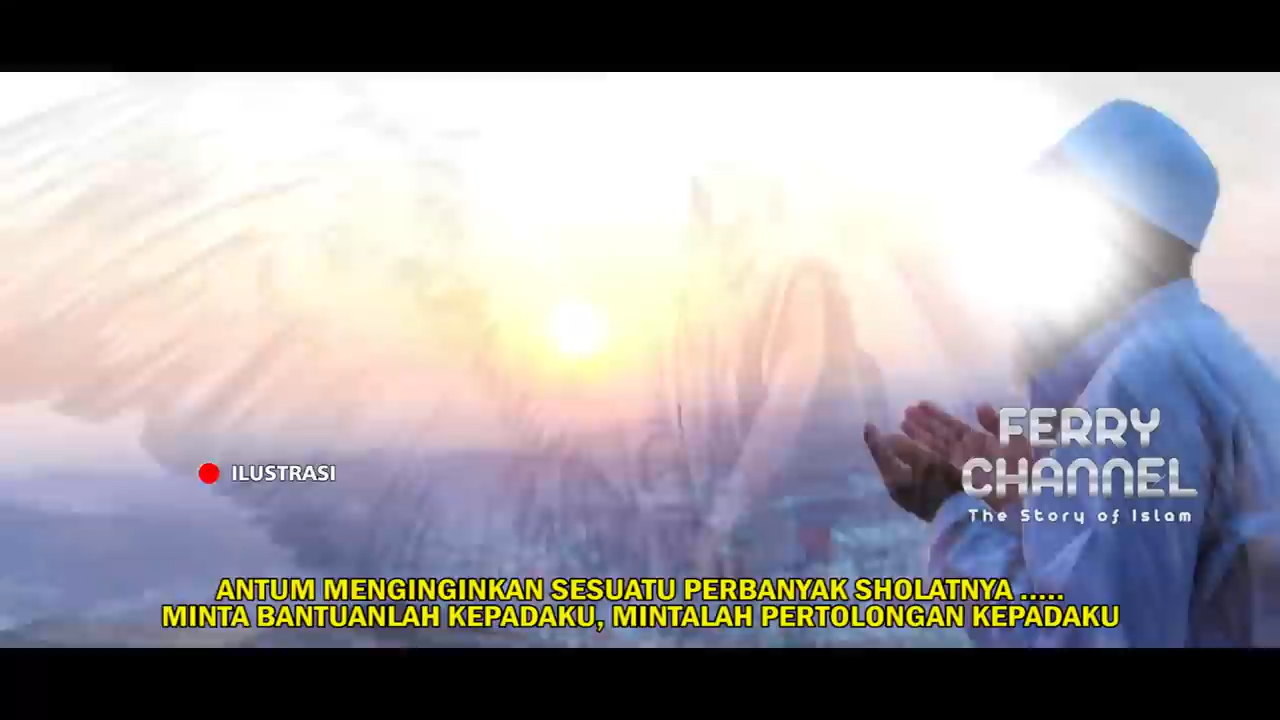 FERRY
CHANNEL
The Story of Islam
ILUSTRASI
ANTUM MENGINGINKAN SESUATU PERBANYAK SHOLATNYA .....
MINTA BANTUANLAH KEPADAKU, MINTALAH PERTOLONGAN KEPADAKU